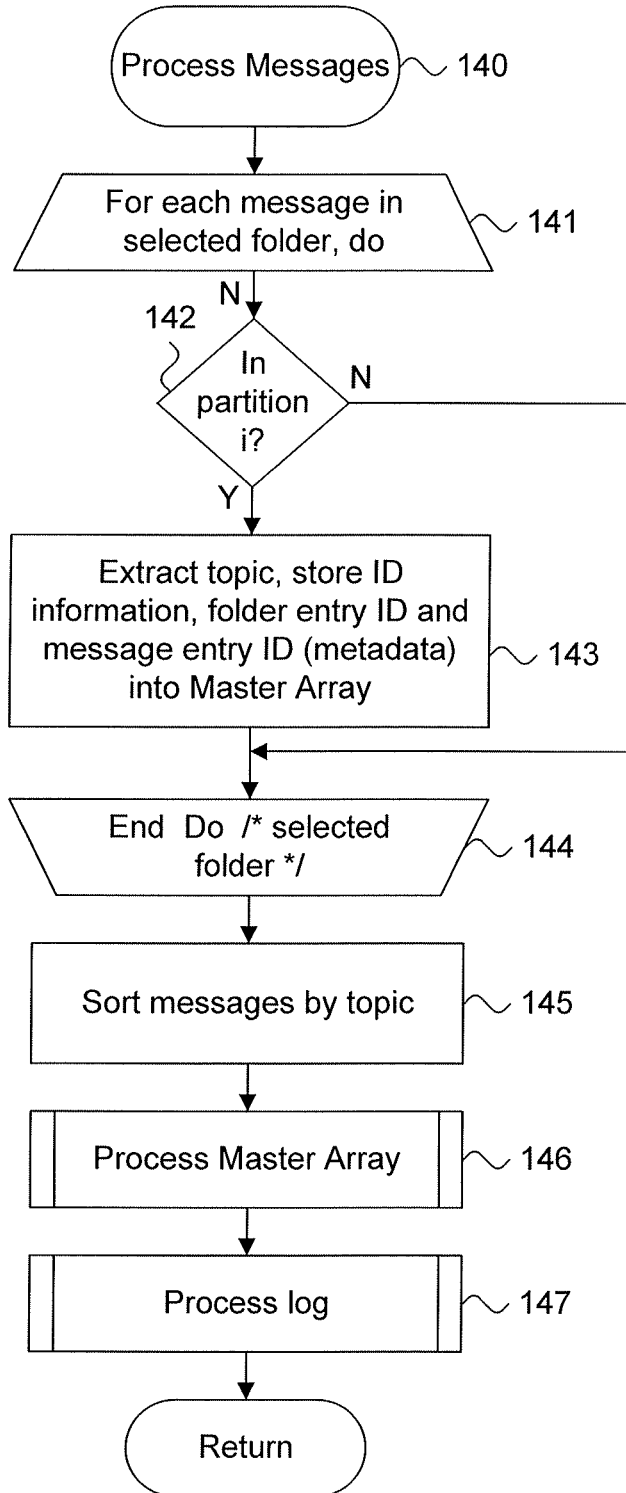 Process Messages
140
For each message in
selected folder, do
141
N
142
In
partition
i?
N
Y
Extract topic, store ID
information, folder entry ID and
message entry ID (metadata)
into Master Array
143
End Do /* selected
folder */
144
Sort messages by topic
145
Process Master Array
146
Process log
147
Return